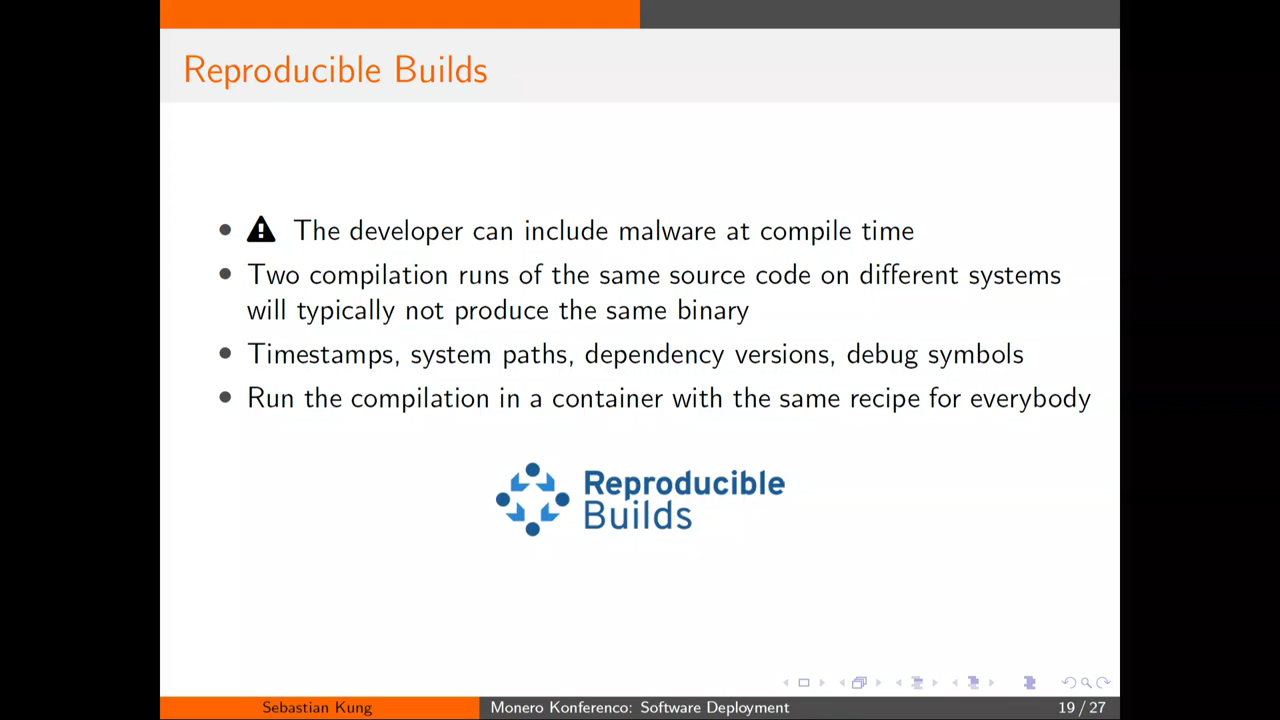 Reproducible Builds
The developer can include malware at compile time
Two compilation runs of the same source code on different systems
will typically not produce the same binary
Timestamps, system paths, dependency versions, debug symbols
Run the compilation in a container with the same recipe for everybody
Reproducible
Builds
Sebastian Kung
Monero Konferenco: Software Deployment
19 / 27